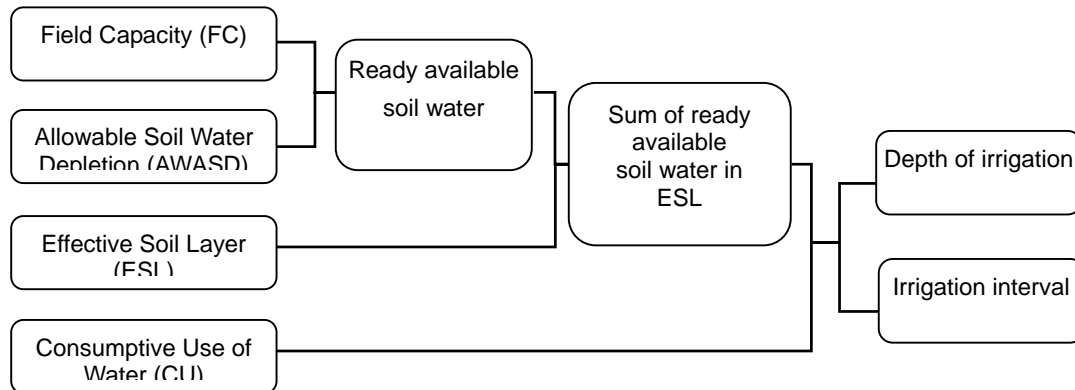 Field Capacity (FC)
Allowable Soil Water
Depletion (AWASD)
Effective Soil Layer
(ESL)
Consumptive Use of
Water (CU)
Ready available
soil water
Sum of ready
available
soil water in
ESL
Depth of irrigation
Irrigation interval